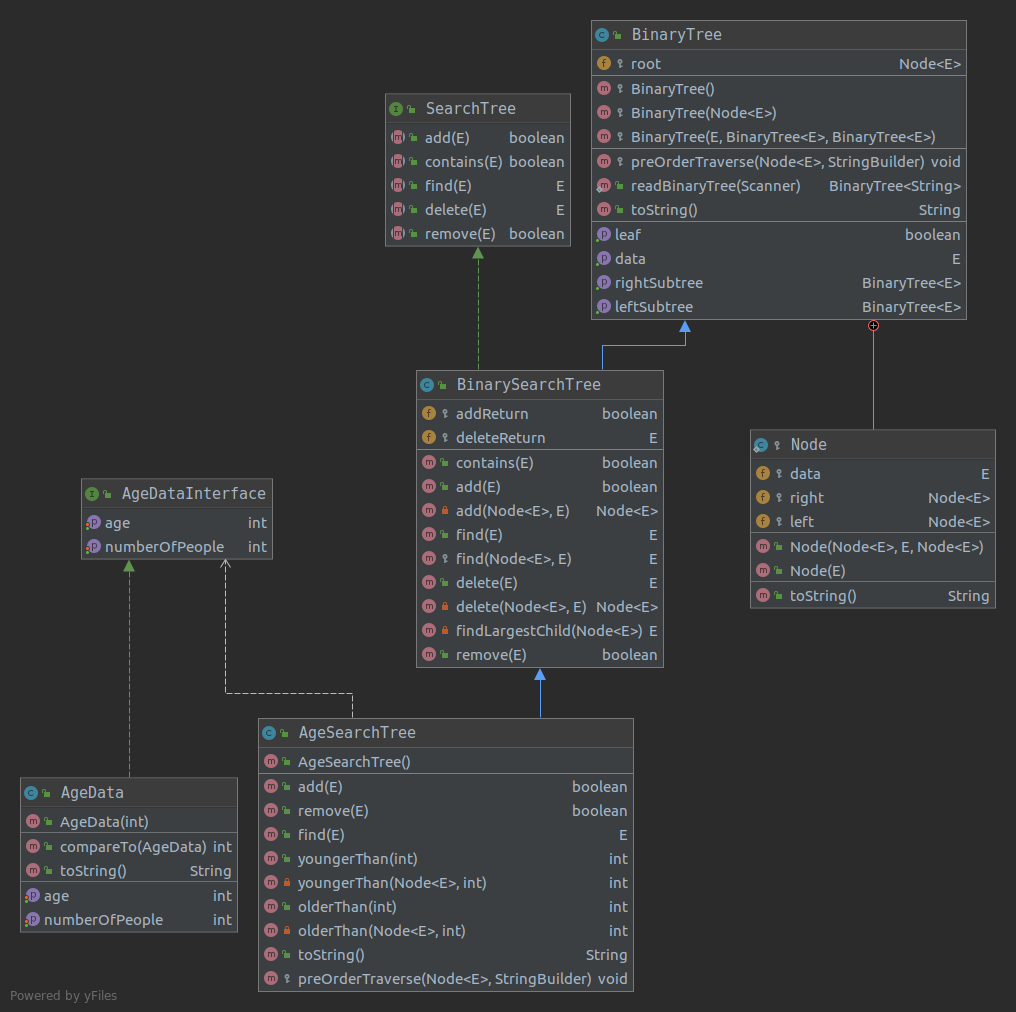 BinaryTree
root Node<E>
BinaryTree()
BinaryTree(Node<E>)
BinaryTree(E, BinaryTree<E>, BinaryTree<E>)
preOrderTraverse(Node<E>, StringBuilder) void
readBinaryTree(Scanner) BinaryTree<String>
toString() String
leaf boolean
data E
rightSubtree BinaryTree<E>
leftSubtree BinaryTree<E>
SearchTree
add(E) boolean
contains(E) boolean
find(E) E
delete(E) E
remove(E) boolean
BinarySearchTree
addReturn boolean
deleteReturn E
contains(E) boolean
add(E) boolean
add(Node<E>, E) Node<E>
find(E) E
find(Node<E>, E) E
delete(E) E
delete(Node<E>, E) Node<E>
findLargestChild(Node<E>) E
remove(E) boolean
Node
data E
right Node<E>
left Node<E>
Node(Node<E>, E, Node<E>)
Node(E)
toString() String
AgeDataInterface
age int
numberOfPeople int
AgeSearchTree
AgeSearchTree()
add(E) boolean
remove(E) boolean
find(E) E
youngerThan(int) int
youngerThan(Node<E>, int) int
olderThan(int) int
olderThan(Node<E>, int) int
toString() String
preOrderTraverse(Node<E>, StringBuilder) void
AgeData
AgeData(int)
compareTo(AgeData) int
toString() String
age int
numberOfPeople int
Powered by yFiles